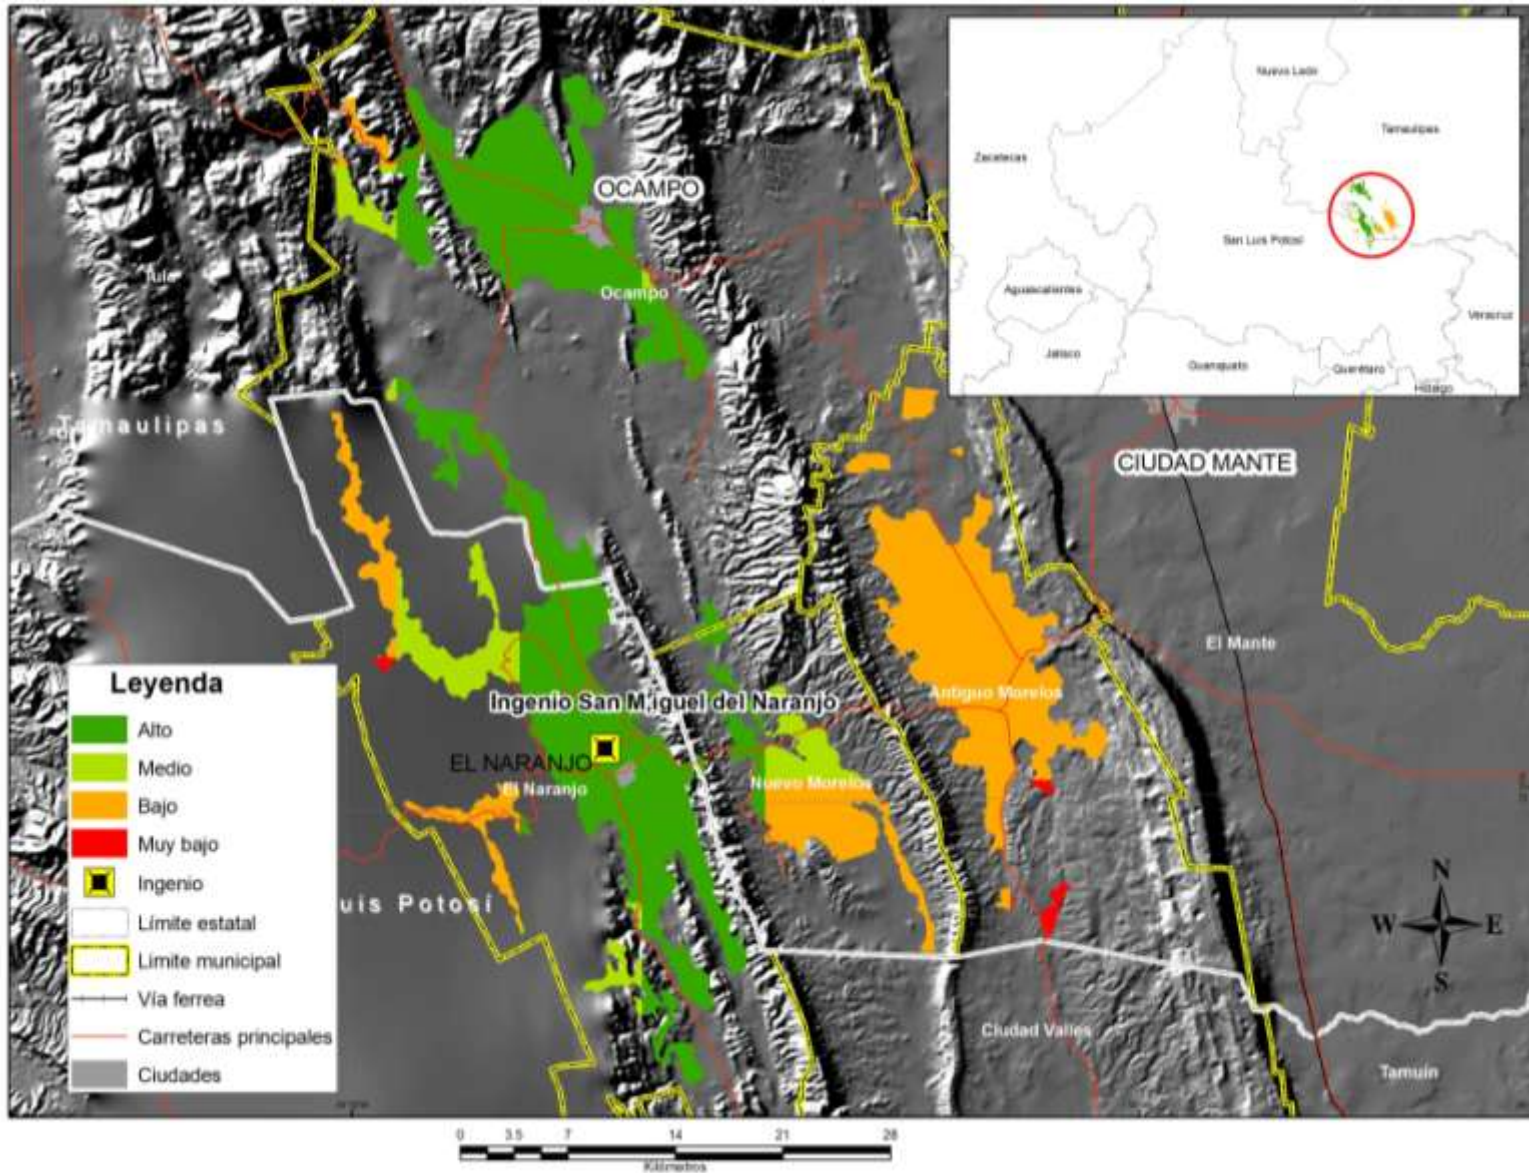 Nuevo León
Tamaulipas
Zacatecas
San Luis Potosí
Aguascalientes
Veracruz
Jalisco
Guanajuato
Querétaro
Hidalgo
OCAMPO
Tula
Ocampo
Tamaulipas
CIUDAD MANTE
El Mante
Antiguo Morelos
Ingenio San M,iguel del Naranjo
EL NARANJO
El Naranjo
Nuevo Morelos
uis Potosí
Ciudad Valles
Tamuín
N
W E
S
Leyenda
Alto
Medio
Bajo
Muy bajo
Ingenio
Límite estatal
Límite municipal
Vía ferrea
Carreteras principales
Ciudades
0 3.5 7 14 21 28
Kilómetros